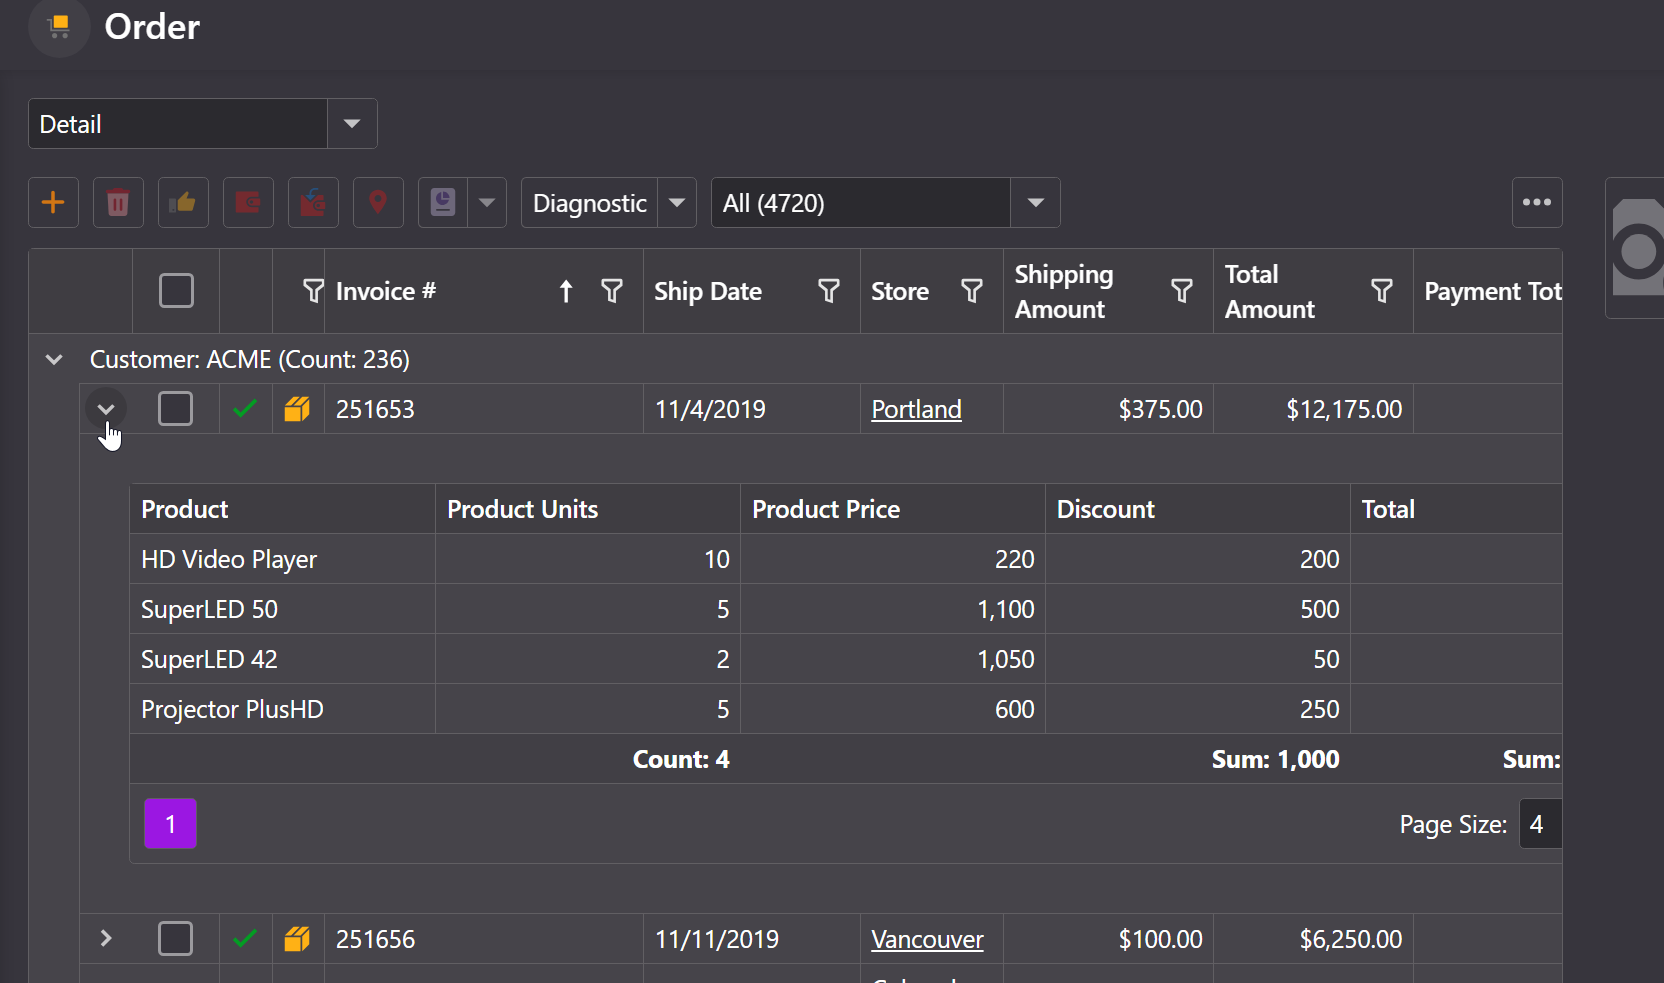 Order
Detail
Diagnostic All (4720)
Invoice # Ship Date Store Shipping Amount Total Amount Payment Tot
Customer: ACME (Count: 236)
251653 11/4/2019 Portland $375.00 $12,175.00
Product Product Units Product Price Discount Total
HD Video Player 10 220 200
SuperLED 50 5 1,100 500
SuperLED 42 2 1,050 50
Projector PlusHD 5 600 250
Count: 4 Sum: 1,000 Sum:
1 Page Size: 4
251656 11/11/2019 Vancouver $100.00 $6,250.00